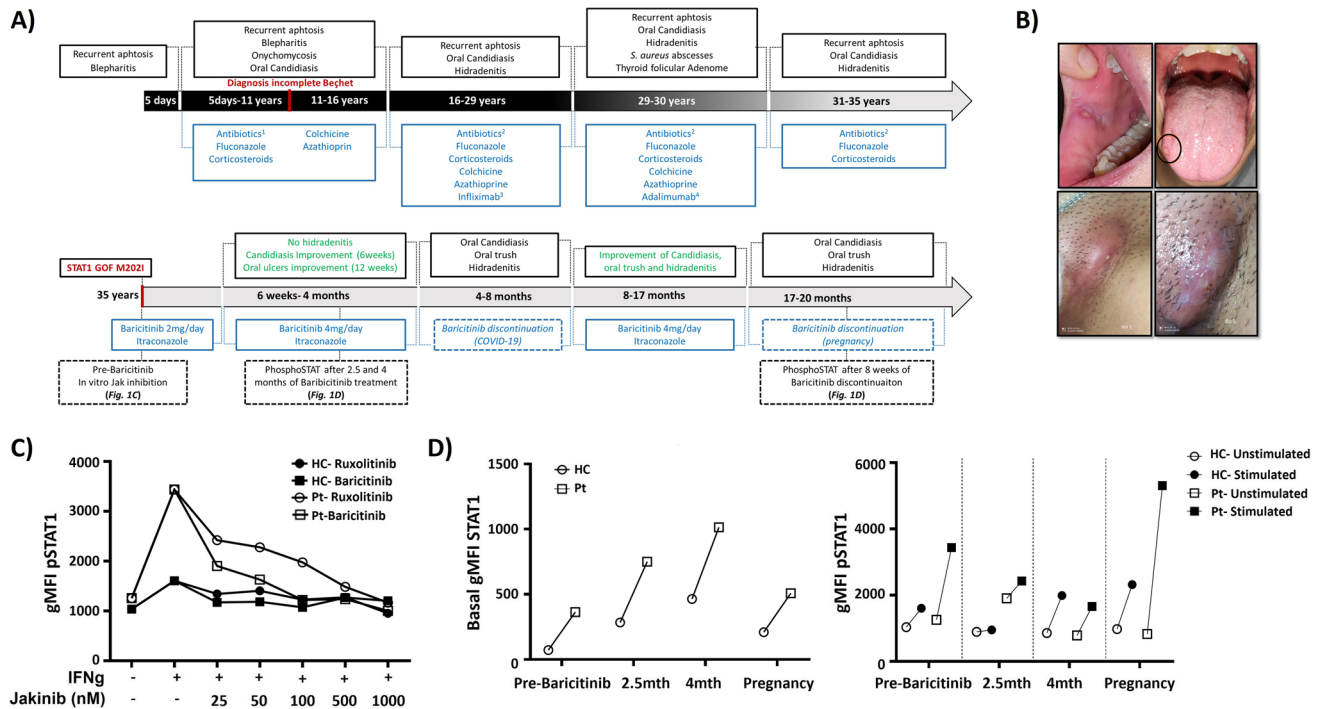 A)
Recurrent aphtosis
Blepharitis
Recurrent aphtosis
Blepharitis
Onychomycosis
Oral Candidiasis
Recurrent aphtosis
Oral Candidiasis
Hidradenitis
Recurrent aphtosis
Oral Candidiasis
Hidradenitis
S. aureus abscesses
Thyroid folicular Adenome
Recurrent aphtosis
Oral Candidiasis
Hidradenitis
Diagnosis incomplete Beçhet
5 days
5days-11 years
11-16 years
16-29 years
29-30 years
31-35 years
Antibiotics¹
Fluconazole
Corticosteroids
Colchicine
Azathioprin
Antibiotics²
Fluconazole
Corticosteroids
Colchicine
Azathioprine
Infliximab³
Antibiotics²
Fluconazole
Corticosteroids
Colchicine
Azathioprine
Adalimumab⁴
Antibiotics²
Fluconazole
Corticosteroids
STAT1 GOF M202I
No hidradenitis
Candidiasis Improvement (6weeks)
Oral ulcers improvement (12 weeks)
Oral Candidiasis
Oral trush
Hidradenitis
Improvement of Candidiasis,
oral trush and hidradenitis
Oral Candidiasis
Oral trush
Hidradenitis
35 years
6 weeks- 4 months
4-8 months
8-17 months
17-20 months
Baricitinib 2mg/day
Itraconazole
Baricitinib 4mg/day
Itraconazole
Baricitinib discontinuation
(COVID-19)
Baricitinib 4mg/day
Itraconazole
Baricitinib discontinuation
(pregnancy)
Pre-Baricitinib
In vitro Jak inhibition
(Fig. 1C)
PhosphoSTAT after 2.5 and 4
months of Baribicitinib treatment
(Fig. 1D)
PhosphoSTAT after 8 weeks of
Baricitinib discontinuaiton
(Fig. 1D)
B)
C)
gMFI pSTAT1
4000
3000
2000
1000
0
HC- Ruxolitinib
HC- Baricitinib
Pt- Ruxolitinib
Pt-Baricitinib
IFNg - + + + + + +
Jakinib (nM) - - 25 50 100 500 1000
D)
Basal gMFI STAT1
1500
1000
500
0
HC
Pt
Pre-Baricitinib 2.5mth 4mth Pregnancy
gMFI pSTAT1
6000
4000
2000
0
HC- Unstimulated
HC- Stimulated
Pt- Unstimulated
Pt- Stimulated
Pre-Baricitinib 2.5mth 4mth Pregnancy